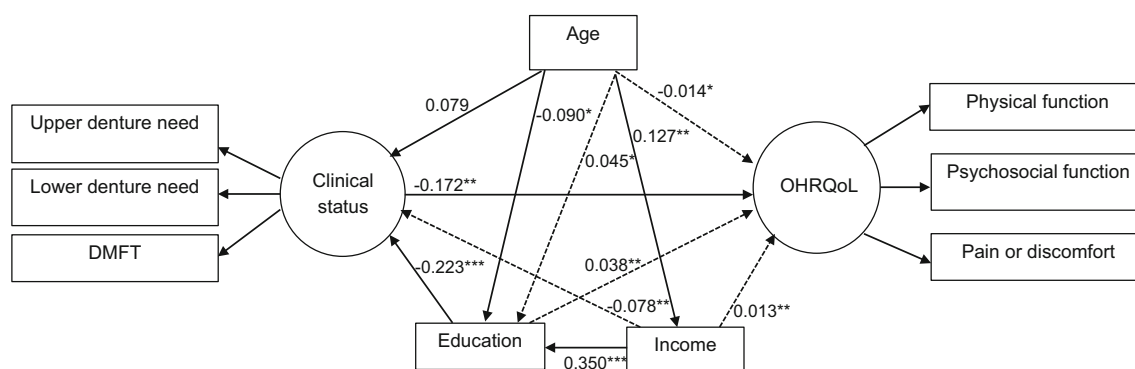 Age
0.079
-0.090*
-0.014*
0.127**
0.045*
Upper denture need
Lower denture need
DMFT
Clinical
status
-0.172**
OHRQoL
Physical function
Psychosocial function
Pain or discomfort
-0.223***
0.038**
-0.078**
0.013**
Education
0.350***
Income